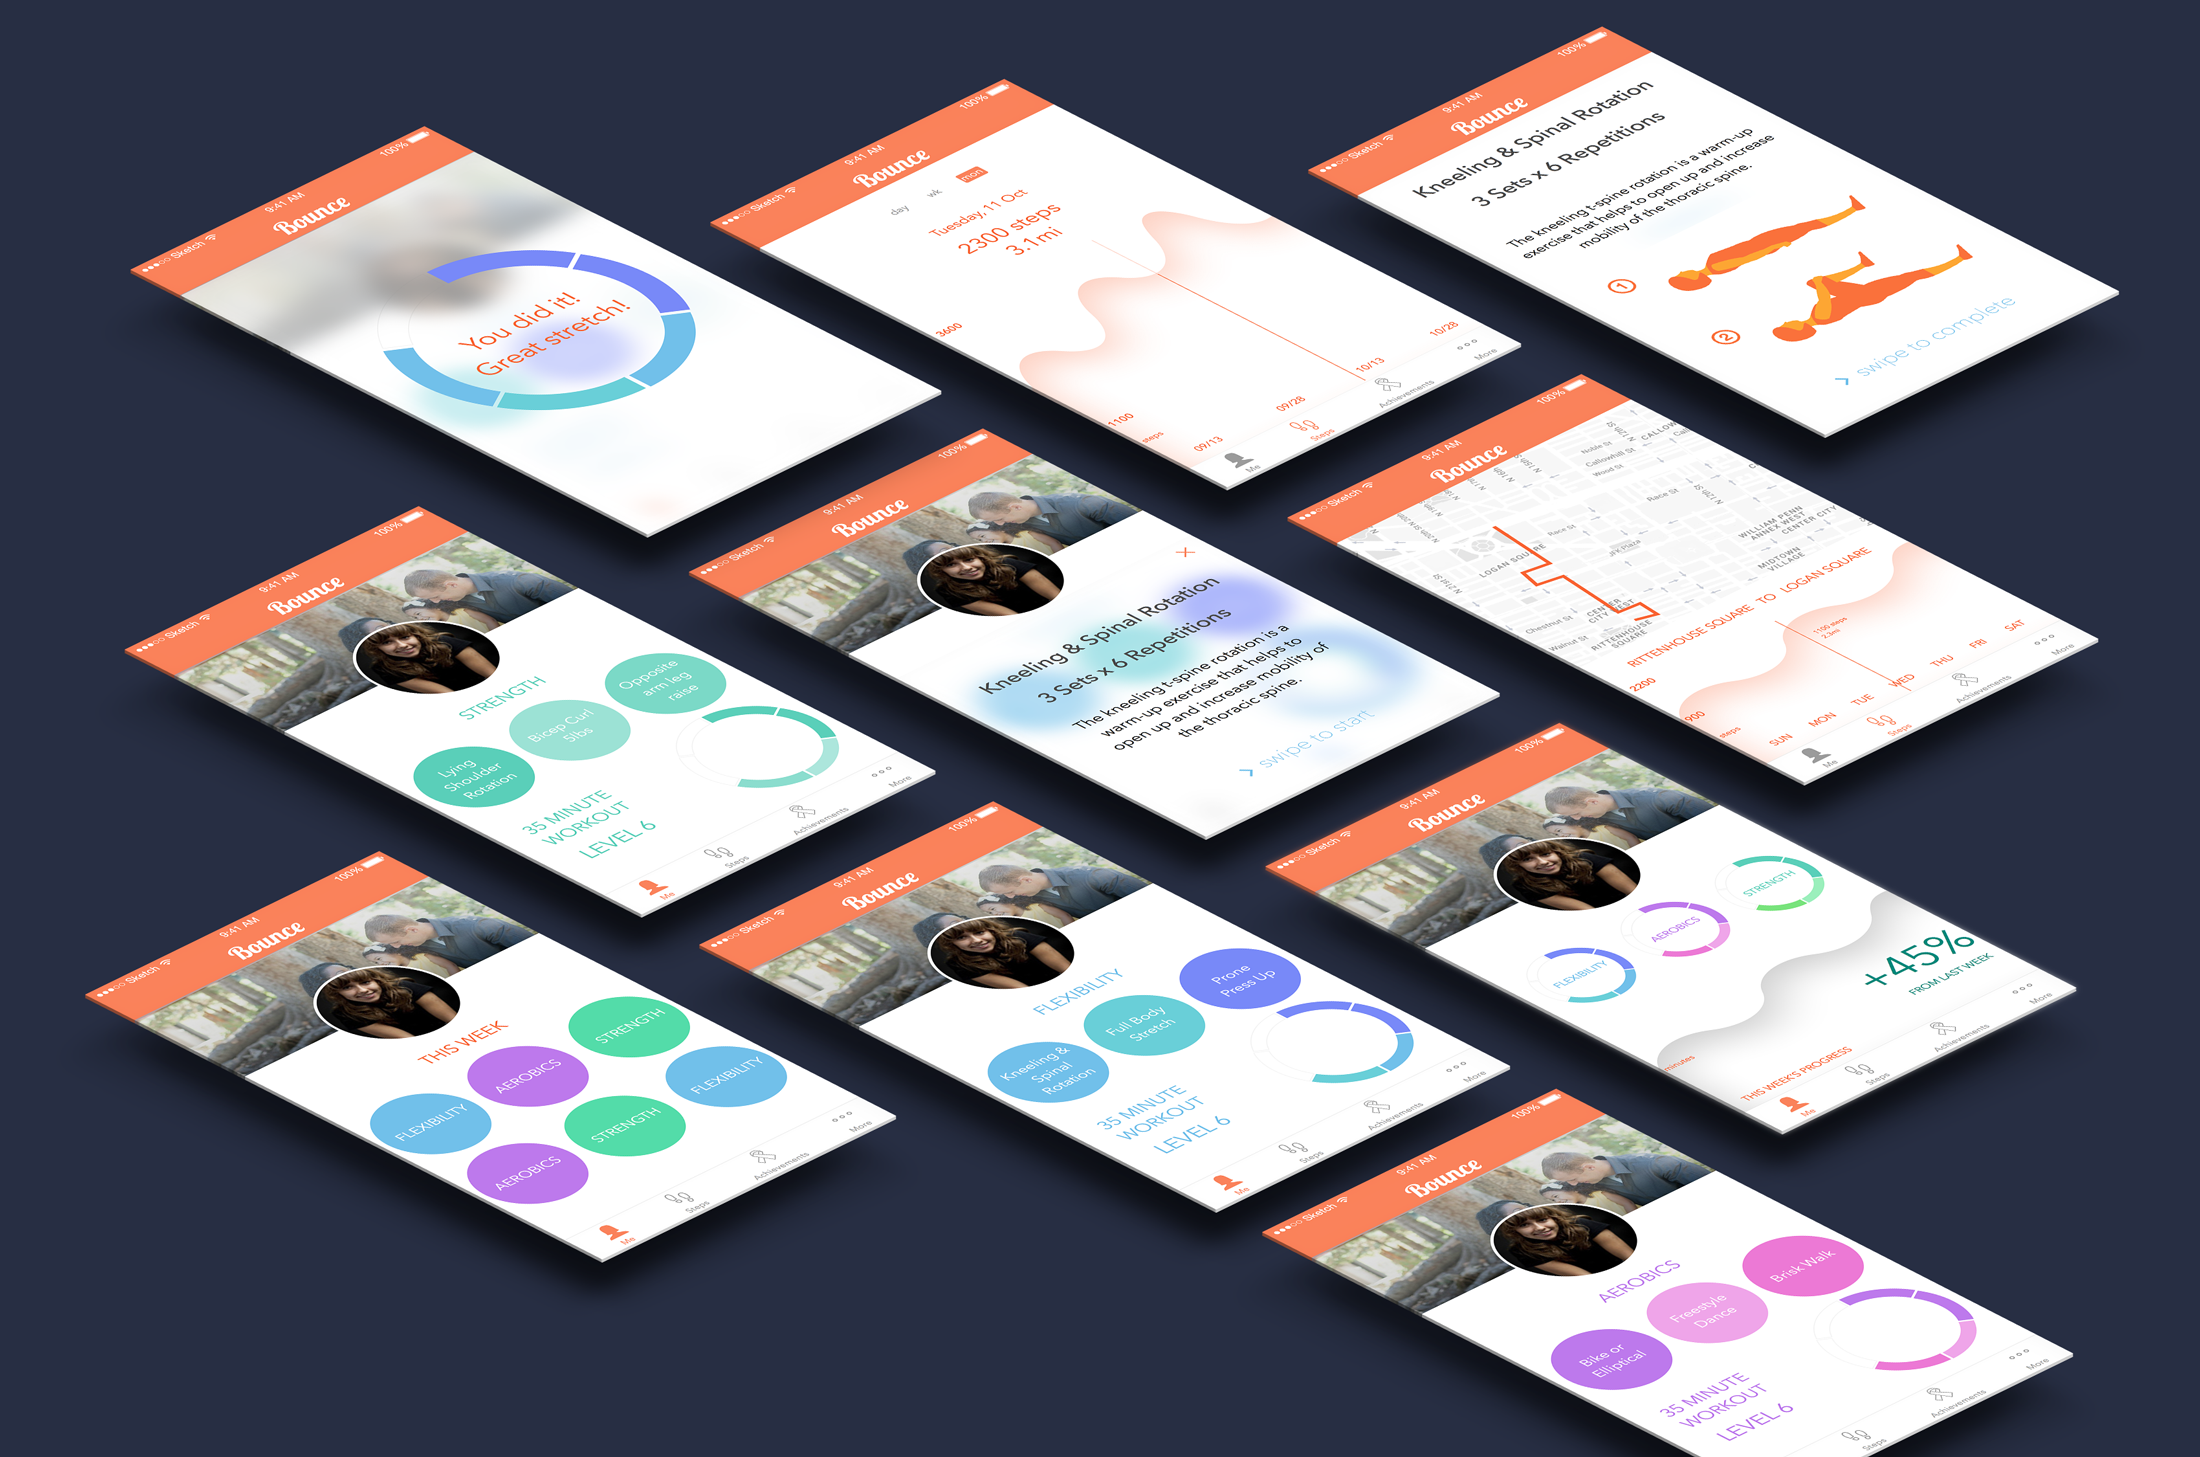 ●●●○○ Sketch
9:41 AM
100%
Bounce
You did it!
Great stretch!
●●●○○ Sketch
9:41 AM
100%
Bounce
day
wk
mon
Tuesday, 11 Oct
2300 steps
3.1 mi
3600
1100
steps
09/13
09/28
10/13
10/28
Me
Steps
Achievements
More
●●●○○ Sketch
9:41 AM
100%
Bounce
Kneeling & Spinal Rotation
3 Sets x 6 Repetitions
The kneeling t-spine rotation is a warm-up
exercise that helps to open up and increase
mobility of the thoracic spine.
1
2
swipe to complete
●●●○○ Sketch
9:41 AM
100%
Bounce
STRENGTH
Lying
Shoulder
Rotation
Bicep Curl
5lbs
Opposite
arm leg
raise
35 MINUTE
WORKOUT
LEVEL 6
Me
Steps
Achievements
More
●●●○○ Sketch
9:41 AM
100%
Bounce
Kneeling & Spinal Rotation
3 Sets x 6 Repetitions
The kneeling t-spine rotation is a
warm-up exercise that helps to
open up and increase mobility of
the thoracic spine.
swipe to start
●●●○○ Sketch
9:41 AM
100%
Bounce
Noble St
Callowhill St
Wood St
Race St
Race St
LOGAN SQUARE
WILLIAM PENN
ANNEX WEST
CENTER CITY
MIDTOWN
VILLAGE
CENTER
CITY WEST
Chestnut St
Walnut St
RITTENHOUSE
SQUARE
RITTENHOUSE SQUARE TO LOGAN SQUARE
1100 steps
2.3mi
2200
900
steps
SUN
MON
TUE
WED
THU
FRI
SAT
Me
Steps
Achievements
More
●●●○○ Sketch
9:41 AM
100%
Bounce
THIS WEEK
FLEXIBILITY
AEROBICS
STRENGTH
AEROBICS
STRENGTH
FLEXIBILITY
Me
Steps
Achievements
More
●●●○○ Sketch
9:41 AM
100%
Bounce
FLEXIBILITY
Kneeling &
Spinal
Rotation
Full Body
Stretch
Prone
Press Up
35 MINUTE
WORKOUT
LEVEL 6
Me
Steps
Achievements
More
●●●○○ Sketch
9:41 AM
100%
Bounce
FLEXIBILITY
AEROBICS
STRENGTH
+45%
FROM LAST WEEK
minutes
THIS WEEK'S PROGRESS
Me
Steps
Achievements
More
●●●○○ Sketch
9:41 AM
100%
Bounce
AEROBICS
Bike or
Elliptical
Freestyle
Dance
Brisk Walk
35 MINUTE
WORKOUT
LEVEL 6
Steps
Achievements
More